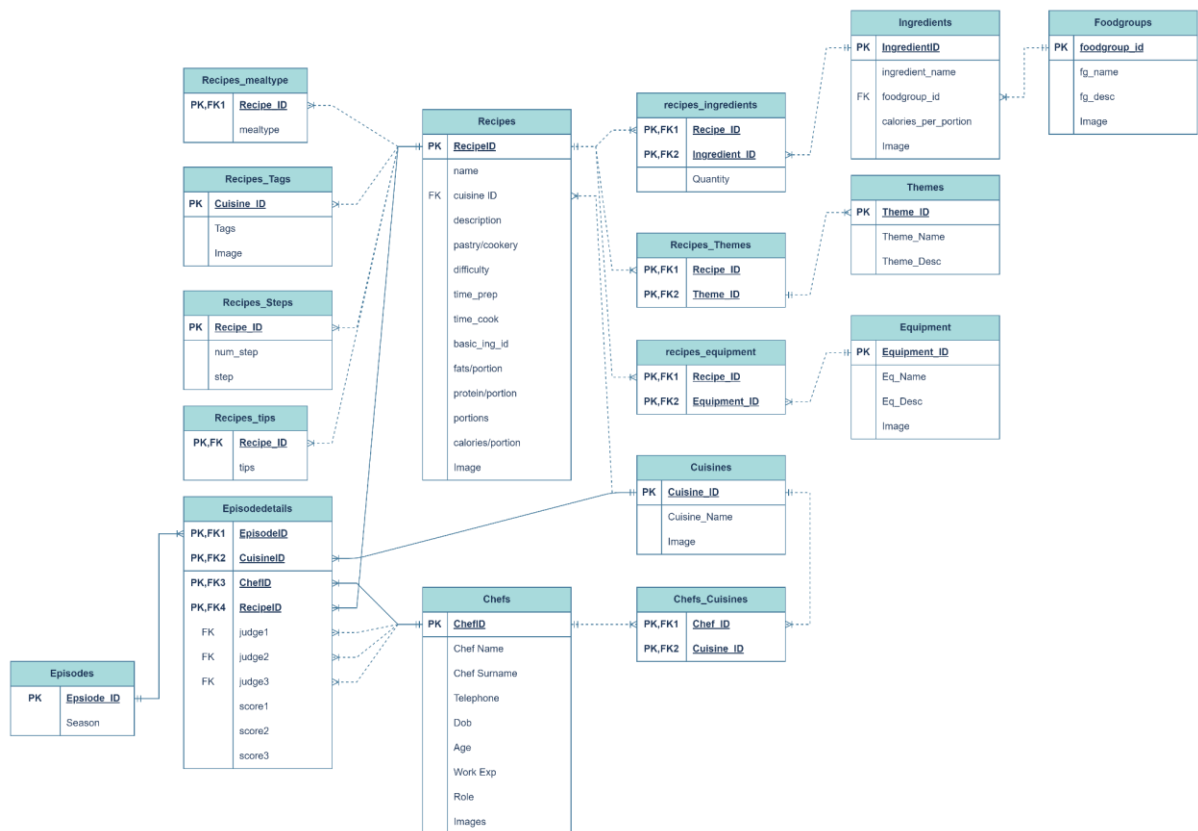 Recipes_mealtype
PK,FK1 Recipe_ID
mealtype
Recipes_Tags
PK Cuisine_ID
Tags
Image
Recipes_Steps
PK Recipe_ID
num_step
step
Recipes_tips
PK,FK Recipe_ID
tips
Episodedetails
PK,FK1 EpisodeID
PK,FK2 CuisineID
PK,FK3 ChefID
PK,FK4 RecipeID
FK judge1
FK judge2
FK judge3
score1
score2
score3
Episodes
PK Epsiode_ID
Season
Recipes
PK RecipeID
name
FK cuisine ID
description
pastry/cookery
difficulty
time_prep
time_cook
basic_ing_id
fats/portion
protein/portion
portions
calories/portion
Image
Chefs
PK ChefID
Chef Name
Chef Surname
Telephone
Dob
Age
Work Exp
Role
Images
recipes_ingredients
PK,FK1 Recipe_ID
PK,FK2 Ingredient_ID
Quantity
Recipes_Themes
PK,FK1 Recipe_ID
PK,FK2 Theme_ID
recipes_equipment
PK,FK1 Recipe_ID
PK,FK2 Equipment_ID
Cuisines
PK Cuisine_ID
Cuisine_Name
Image
Chefs_Cuisines
PK,FK1 Chef_ID
PK,FK2 Cuisine_ID
Ingredients
PK IngredientID
ingredient_name
FK foodgroup_id
calories_per_portion
Image
Themes
PK Theme_ID
Theme_Name
Theme_Desc
Equipment
PK Equipment_ID
Eq_Name
Eq_Desc
Image
Foodgroups
PK foodgroup_id
fg_name
fg_desc
Image